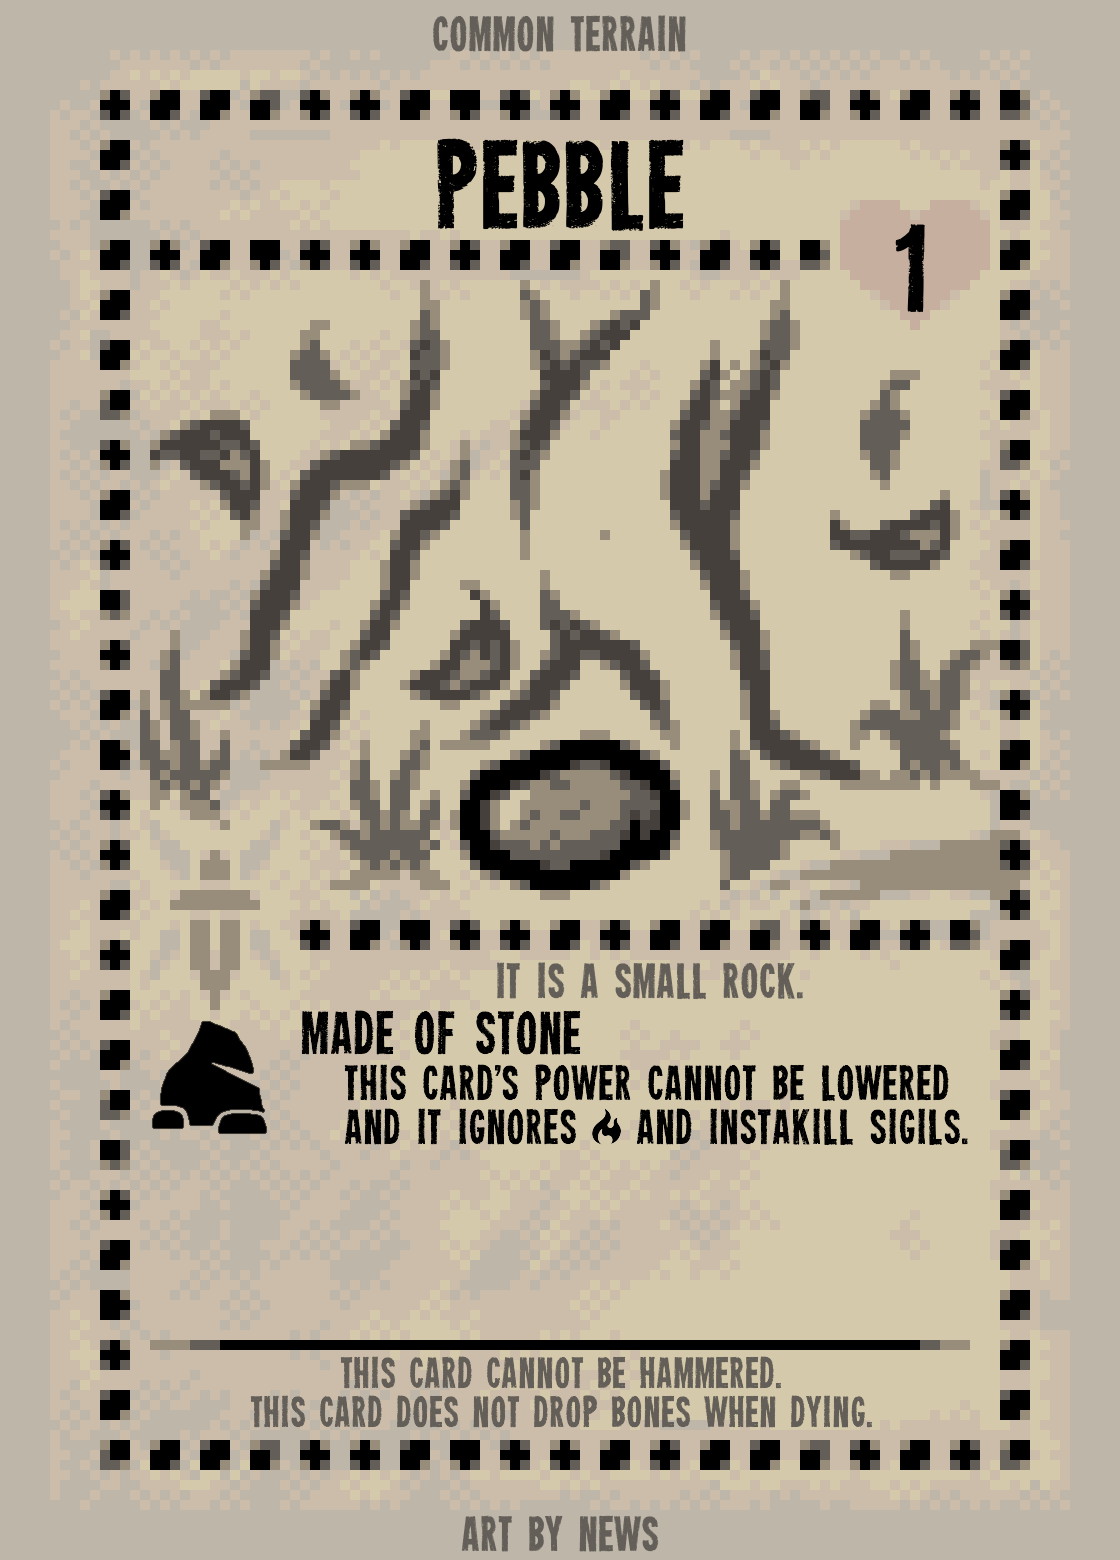 COMMON TERRAIN
PEBBLE
1
IT IS A SMALL ROCK.
MADE OF STONE
THIS CARD'S POWER CANNOT BE LOWERED
AND IT IGNORES AND INSTAKILL SIGILS.
THIS CARD CANNOT BE HAMMERED.
THIS CARD DOES NOT DROP BONES WHEN DYING.
ART BY NEWS